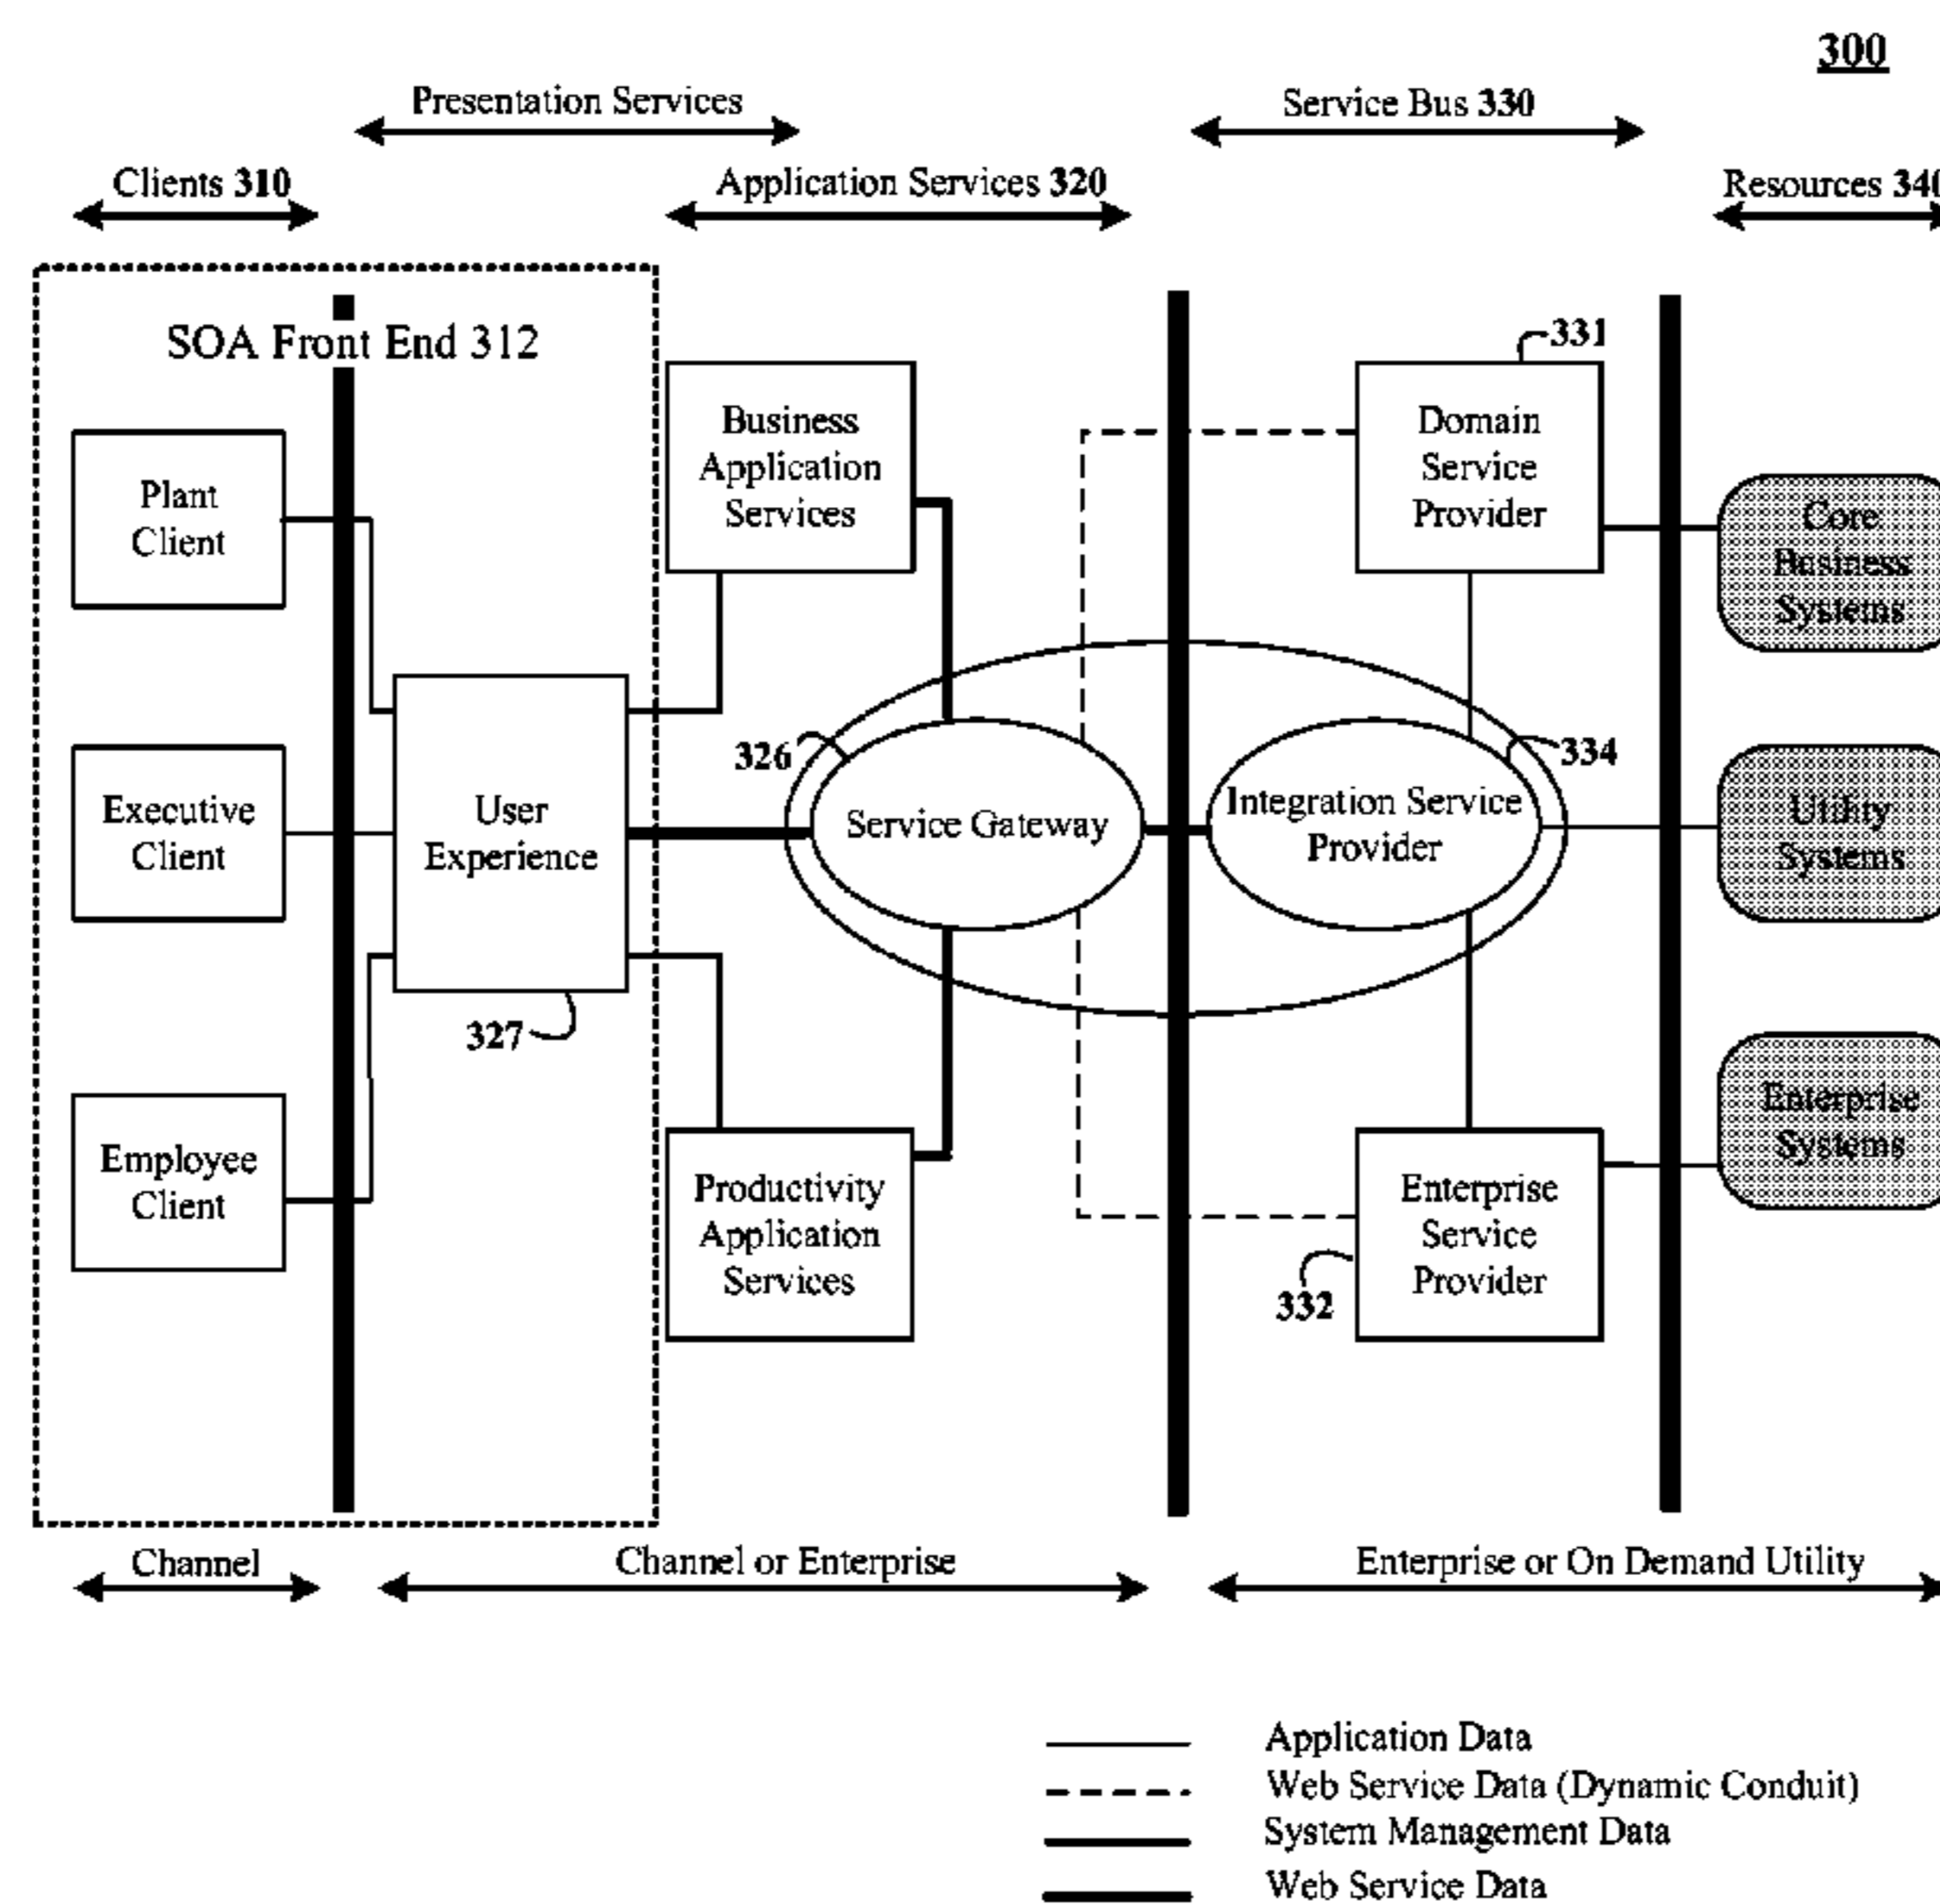 300
Presentation Services
Service Bus 330
Clients 310
Application Services 320
Resources 340
SOA Front End 312
331
Business
Application
Services
Domain
Service
Provider
Plant
Client
Core
Business
Systems
326
334
Executive
Client
User
Experience
Service Gateway
Integration Service
Provider
Utility
Systems
327
Employee
Client
Productivity
Application
Services
Enterprise
Service
Provider
Enterprise
Systems
332
Channel
Channel or Enterprise
Enterprise or On Demand Utility
Application Data
Web Service Data (Dynamic Conduit)
System Management Data
Web Service Data